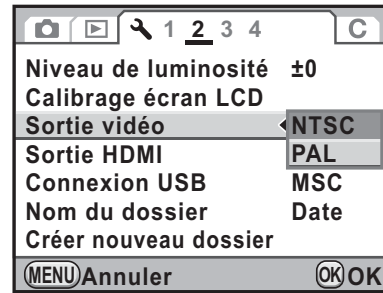 1 2 3 4 C
Niveau de luminosité ±0
Calibrage écran LCD
Sortie vidéo NTSC
Sortie HDMI PAL
Connexion USB MSC
Nom du dossier Date
Créer nouveau dossier
MENU Annuler OK OK